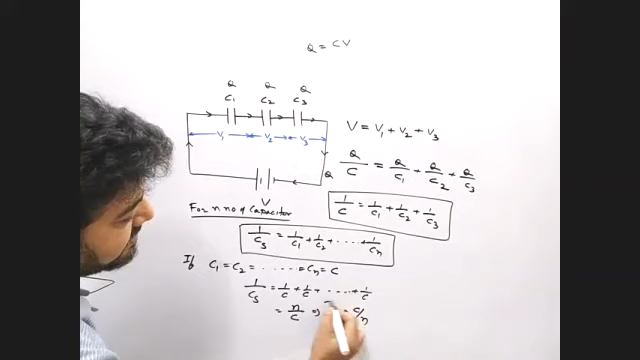 Q = CV
Q Q Q
C1 C2 C3
V1 V2 V3
Q
V
V = V1 + V2 + V3
Q/C = Q/C1 + Q/C2 + Q/C3
1/C = 1/C1 + 1/C2 + 1/C3
For n no of Capacitor
1/Cs = 1/C1 + 1/C2 + ..... + 1/Cn
If C1 = C2 = ....... = Cn = C
1/Cs = 1/C + 1/C + ..... + 1/C
= n/C ⇒ = C/n